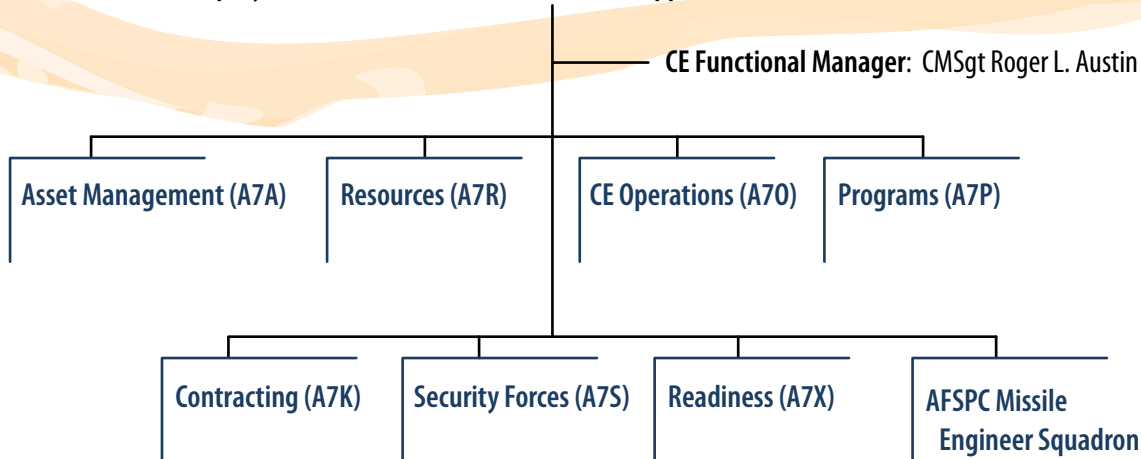 CE Functional Manager: CMSgt Roger L. Austin
Asset Management (A7A)
Resources (A7R)
CE Operations (A7O)
Programs (A7P)
Contracting (A7K)
Security Forces (A7S)
Readiness (A7X)
AFSPC Missile
Engineer Squadron